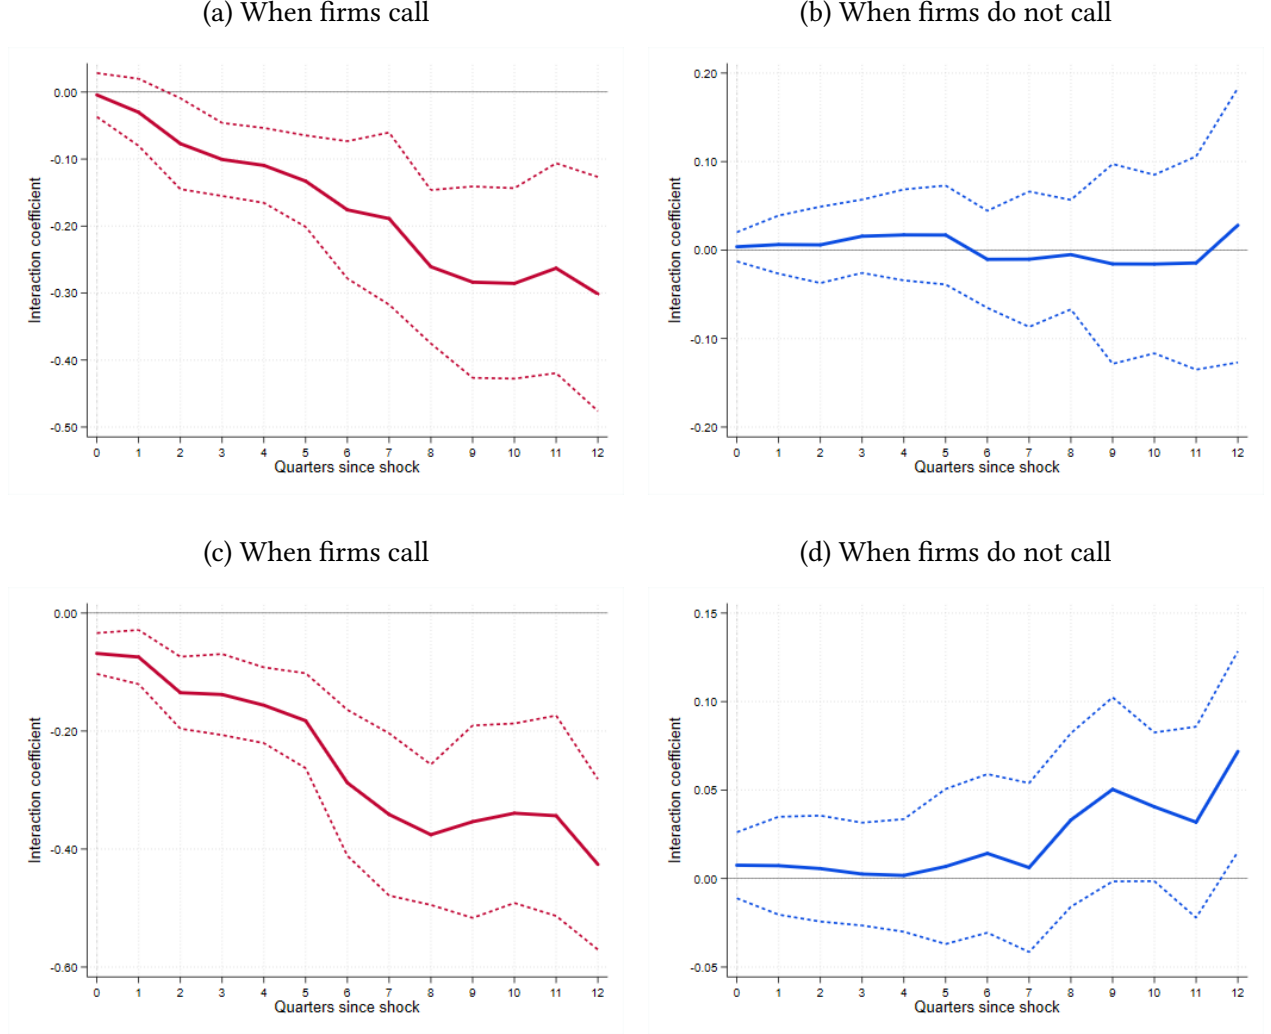 (a) When firms call
(b) When firms do not call
Interaction coefficient
0.00
-0.10
-0.20
-0.30
-0.40
-0.50
0 1 2 3 4 5 6 7 8 9 10 11 12
Quarters since shock
Interaction coefficient
0.20
0.10
0.00
-0.10
-0.20
0 1 2 3 4 5 6 7 8 9 10 11 12
Quarters since shock
(c) When firms call
(d) When firms do not call
Interaction coefficient
0.00
-0.20
-0.40
-0.60
0 1 2 3 4 5 6 7 8 9 10 11 12
Quarters since shock
Interaction coefficient
0.15
0.10
0.05
0.00
-0.05
0 1 2 3 4 5 6 7 8 9 10 11 12
Quarters since shock